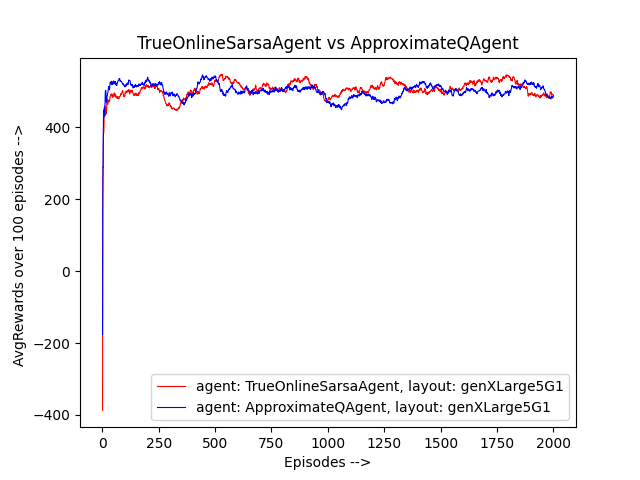 TrueOnlineSarsaAgent vs ApproximateQAgent
AvgRewards over 100 episodes -->
400
200
0
−200
−400
agent: TrueOnlineSarsaAgent, layout: genXLarge5G1
agent: ApproximateQAgent, layout: genXLarge5G1
0 250 500 750 1000 1250 1500 1750 2000
Episodes -->